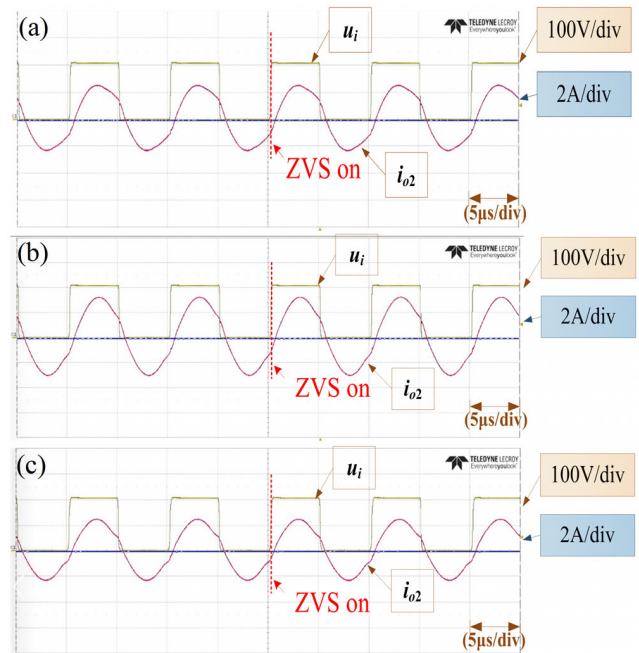 (a)
u_i
TELEDYNE LECROY
Everywhereyoulook
100V/div
2A/div
ZVS on
i_o2
(5μs/div)
(b)
u_i
TELEDYNE LECROY
Everywhereyoulook
100V/div
2A/div
ZVS on
i_o2
(5μs/div)
(c)
u_i
TELEDYNE LECROY
Everywhereyoulook
100V/div
2A/div
ZVS on
i_o2
(5μs/div)